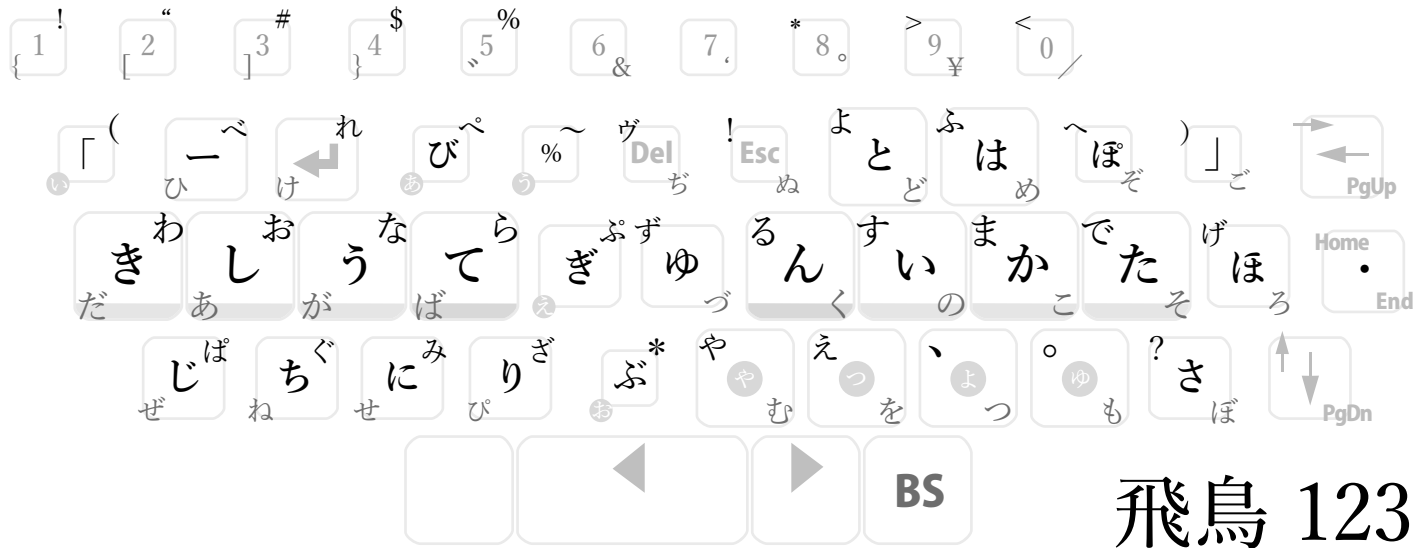 ! “ # $ % * > <
1 2 3 4 5 6 7 8 9 0
{ [ ] } ゛ & ‘ ゜ ¥ /
( べ れ ぺ 〜 ヴ ! よ ふ へ )
「 ー び % Del Esc と は ぽ 」
ぃ ひ け ぁ ぅ ぢ ぬ ど め ぞ ご PgUp
わ お な ら ぷ ず る す ま で げ Home
き し う て ぎ ゆ ん い か た ほ ・
だ あ が ば ぇ づ く の こ そ ろ End
ぱ ぐ み ざ * や え 、 。 ?
じ ち に り ぶ ゃ っ ょ ゅ さ
ぜ ね せ ぴ ぉ む を つ も ぼ PgDn
BS
飛鳥 123